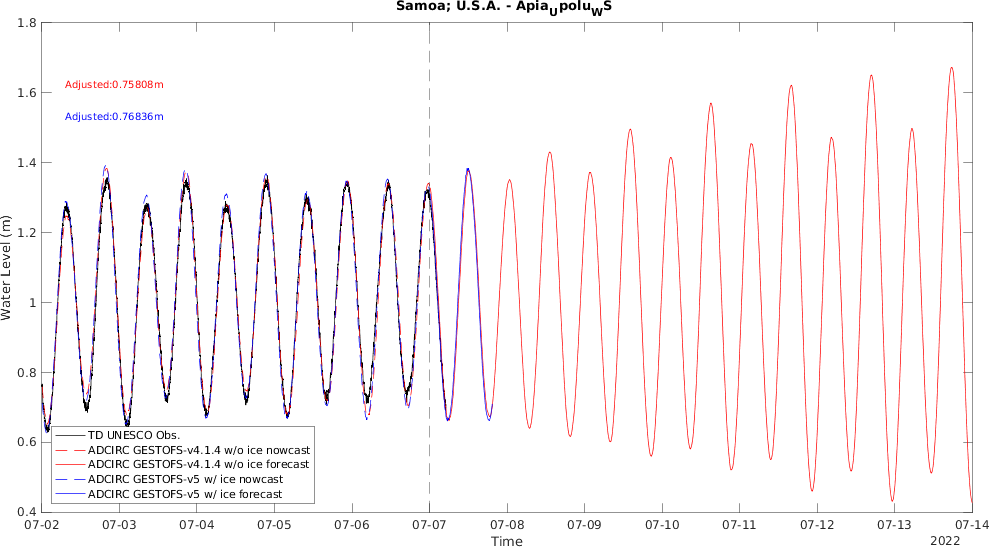 Samoa; U.S.A. - ApiaUpoluWS
1.8
1.6
1.4
1.2
1
0.8
0.6
0.4
Water Level (m)
Adjusted:0.75808m
Adjusted:0.76836m
TD UNESCO Obs.
ADCIRC GESTOFS-v4.1.4 w/o ice nowcast
ADCIRC GESTOFS-v4.1.4 w/o ice forecast
ADCIRC GESTOFS-v5 w/ ice nowcast
ADCIRC GESTOFS-v5 w/ ice forecast
07-02 07-03 07-04 07-05 07-06 07-07 07-08 07-09 07-10 07-11 07-12 07-13 07-14
Time
2022